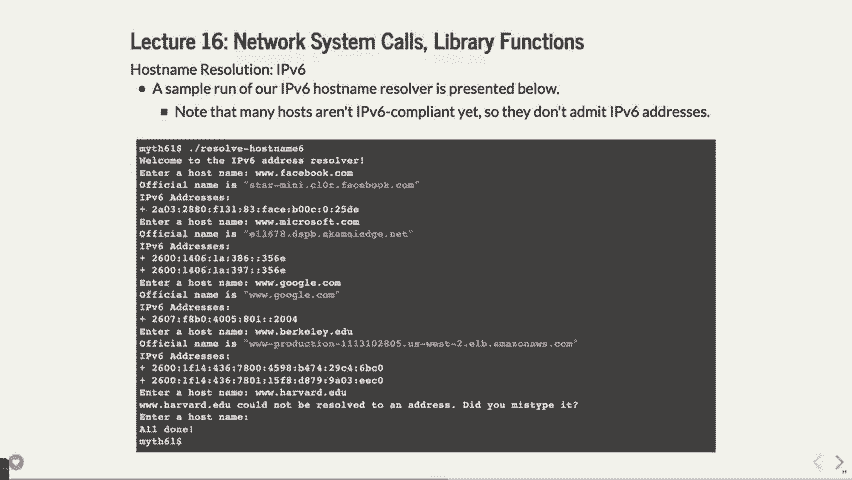 Lecture 16: Network System Calls, Library Functions
Hostname Resolution: IPv6
• A sample run of our IPv6 hostname resolver is presented below.
▪ Note that many hosts aren't IPv6-compliant yet, so they don't admit IPv6 addresses.
myth61$ ./resolve-hostname6
Welcome to the IPv6 address resolver!
Enter a host name: www.facebook.com
Official name is "star-mini.c10r.facebook.com"
IPv6 Addresses:
+ 2a03:2880:f131:83:face:b00c:0:25de
Enter a host name: www.microsoft.com
Official name is "e11678.dspb.akamaiedge.net"
IPv6 Addresses:
+ 2600:1406:1a:386::356e
+ 2600:1406:1a:397::356e
Enter a host name: www.google.com
Official name is "www.google.com"
IPv6 Addresses:
+ 2607:f8b0:4005:801::2004
Enter a host name: www.berkeley.edu
Official name is "www-production-1113102805.us-west-2.elb.amazonaws.com"
IPv6 Addresses:
+ 2600:1f14:436:7800:4598:b474:29c4:6bc0
+ 2600:1f14:436:7801:15f8:d879:9a03:eec0
Enter a host name: www.harvard.edu
www.harvard.edu could not be resolved to an address. Did you mistype it?
Enter a host name:
All done!
myth61$